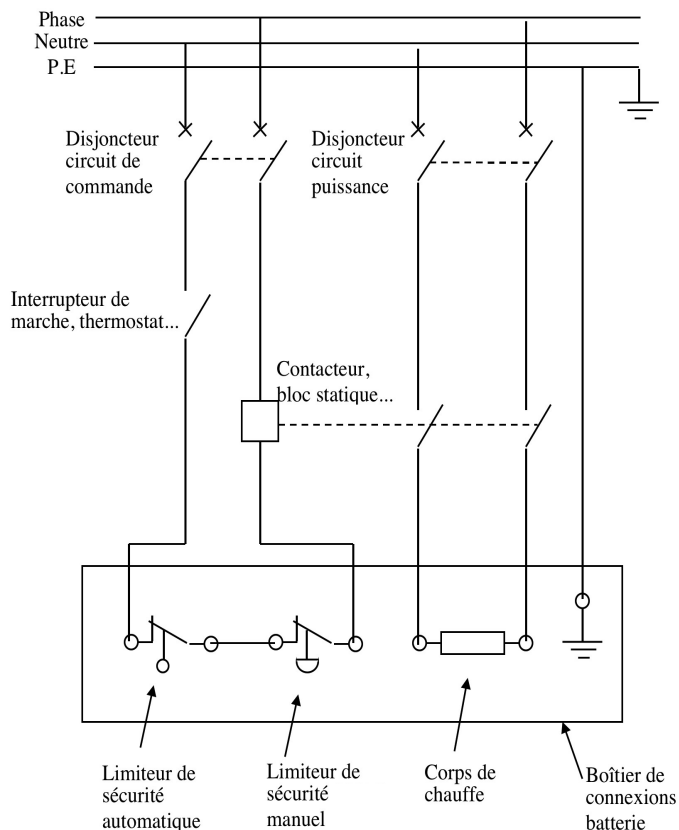 Phase
Neutre
P.E
Disjoncteur
circuit de
commande
Disjoncteur
circuit
puissance
Interrupteur de
marche, thermostat...
Contacteur,
bloc statique...
Limiteur de
sécurité
automatique
Limiteur de
sécurité
manuel
Corps de
chauffe
Boîtier de
connexions
batterie